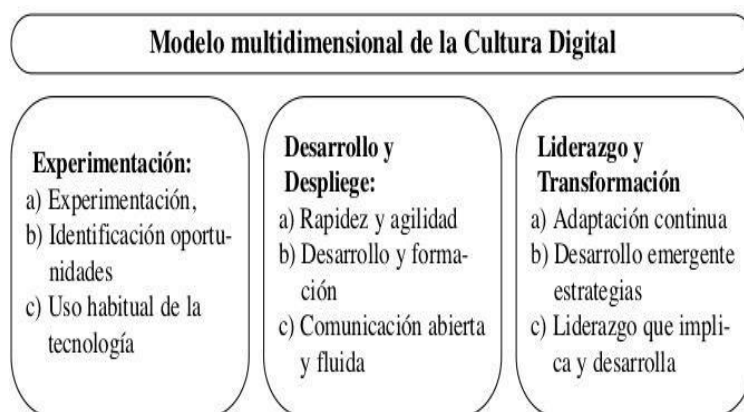 Modelo multidimensional de la Cultura Digital
Experimentación:
a) Experimentación,
b) Identificación oportu-
nidades
c) Uso habitual de la
tecnología
Desarrollo y
Despliege:
a) Rapidez y agilidad
b) Desarrollo y forma-
ción
c) Comunicación abierta
y fluida
Liderazgo y
Transformación
a) Adaptación continua
b) Desarrollo emergente
estrategias
c) Liderazgo que impli-
ca y desarrolla